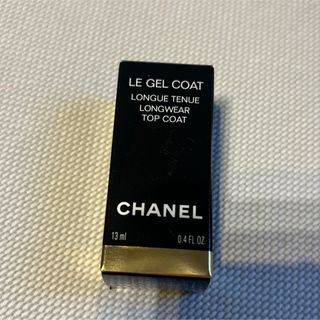 LE GEL COAT
LONGUE TENUE
LONGWEAR
TOP COAT
CHANEL
13 ml 0.4 FL. OZ.